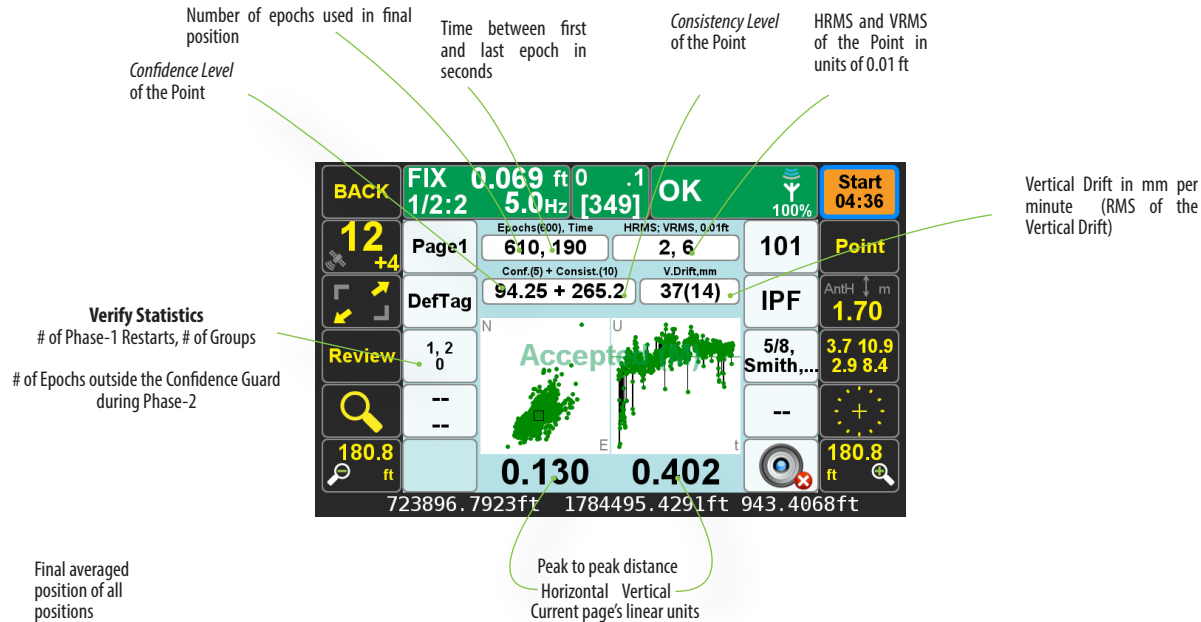 Number of epochs used in final
position
Time between first
and last epoch in
seconds
Consistency Level
of the Point
HRMS and VRMS
of the Point in
units of 0.01 ft
Confidence Level
of the Point
Vertical Drift in mm per
minute (RMS of the
Vertical Drift)
Verify Statistics
# of Phase-1 Restarts, # of Groups
# of Epochs outside the Confidence Guard
during Phase-2
BACK
FIX 0.069 ft
1/2:2 5.0Hz
0 .1
[349]
OK
100%
Start
04:36
12
+4
Page1
Epochs(600), Time
610, 190
HRMS; VRMS, 0.01ft
2, 6
101
Point
DefTag
Conf.(5) + Consist.(10)
94.25 + 265.2
V.Drift,mm
37(14)
IPF
AntH m
1.70
Review
1, 2
0
N
E
U
t
5/8,
Smith,...
3.7 10.9
2.9 8.4
--
--
--
180.8
ft
0.130
0.402
180.8
ft
723896.7923ft 1784495.4291ft 943.4068ft
Final averaged
position of all
positions
Peak to peak distance
Horizontal Vertical
Current page's linear units